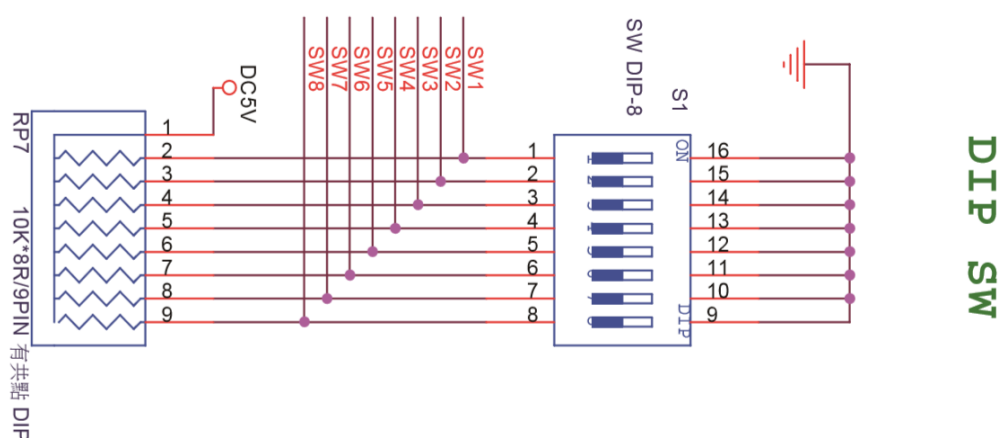 DIP SW
SW DIP-8
S1
SW1
SW2
SW3
SW4
SW5
SW6
SW7
SW8
DC5V
RP7
10K*8R/9PIN 有共點 DIP
1
2
3
4
5
6
7
8
9
1
2
3
4
5
6
7
8
ON
DIP
16
15
14
13
12
11
10
9